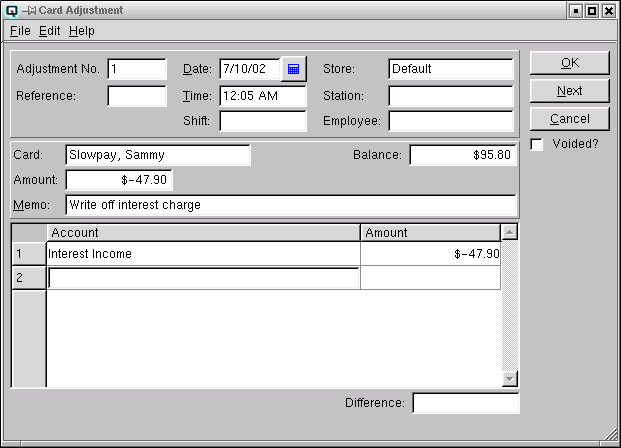 Q Card Adjustment
File Edit Help
Adjustment No. 1 Date: 7/10/02 Store: Default OK
Reference: Time: 12:05 AM Station: Next
Shift: Employee: Cancel
Card: Slowpay, Sammy Balance: $95.80 Voided?
Amount: $-47.90
Memo: Write off interest charge
Account Amount
1 Interest Income $-47.90
2
Difference: